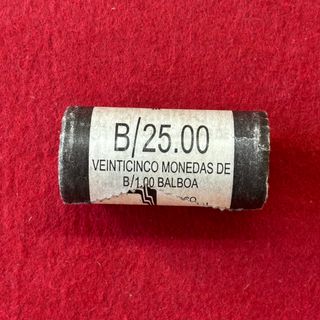 B/25.00
VEINTICINCO MONEDAS DE
B/1.00 BALBOA